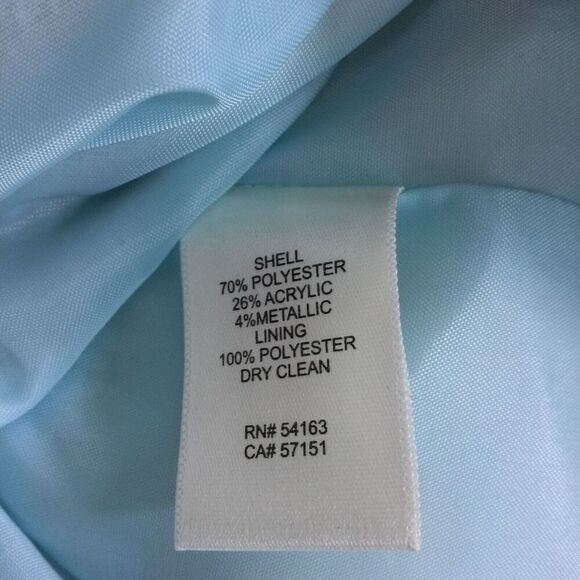 SHELL
70% POLYESTER
26% ACRYLIC
4%METALLIC
LINING
100% POLYESTER
DRY CLEAN
RN# 54163
CA# 57151